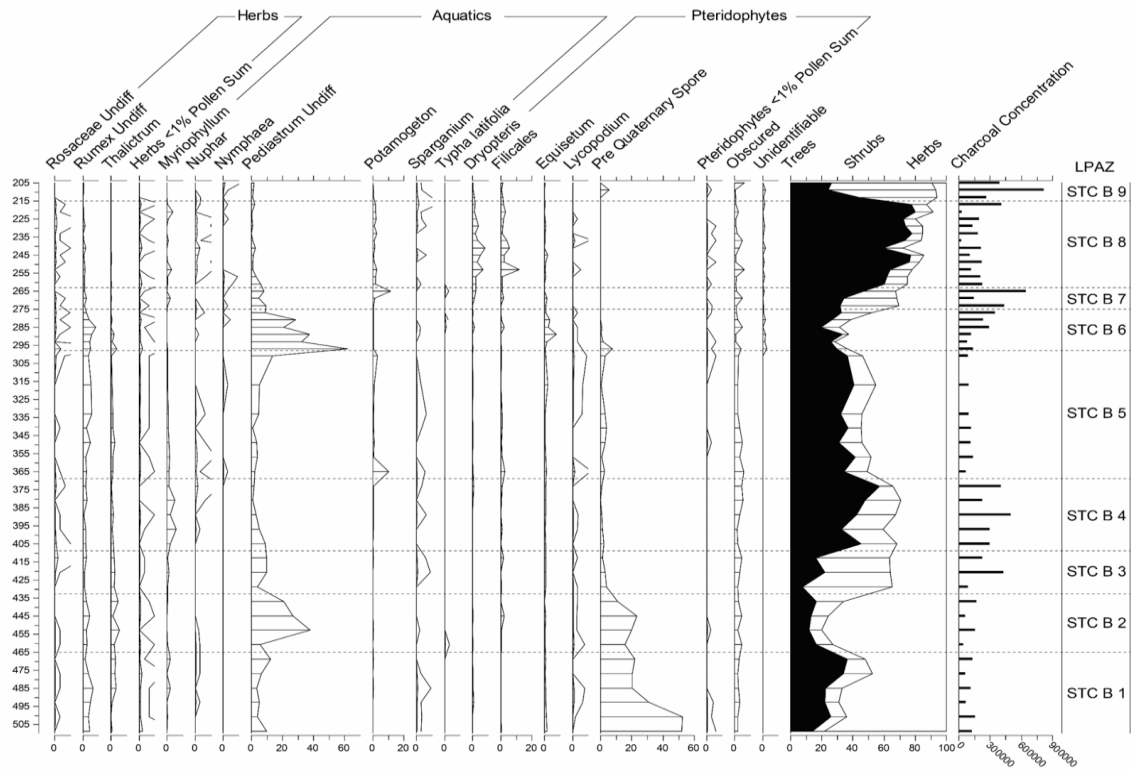 Herbs Aquatics Pteridophytes
Rosaceae Undiff
Rumex Undiff
Thalictrum
Herbs <1% Pollen Sum
Myriophyllum
Nuphar
Nymphaea
Pediastrum Undiff
Potamogeton
Sparganium
Typha latifolia
Dryopteris
Filicales
Equisetum
Lycopodium
Pre Quaternary Spore
Pteridophytes <1% Pollen Sum
Obscured
Unidentifiable
Trees
Shrubs
Herbs
Charcoal Concentration
LPAZ
205
215
225
235
245
255
265
275
285
295
305
315
325
335
345
355
365
375
385
395
405
415
425
435
445
455
465
475
485
495
505
STC B 9
STC B 8
STC B 7
STC B 6
STC B 5
STC B 4
STC B 3
STC B 2
STC B 1
0 0 0 0 0 0 0 0 20 40 60 0 20 0 0 0 0 0 0 0 20 40 60 0 0 0 0 20 40 60 80 100 0 300000 600000 900000